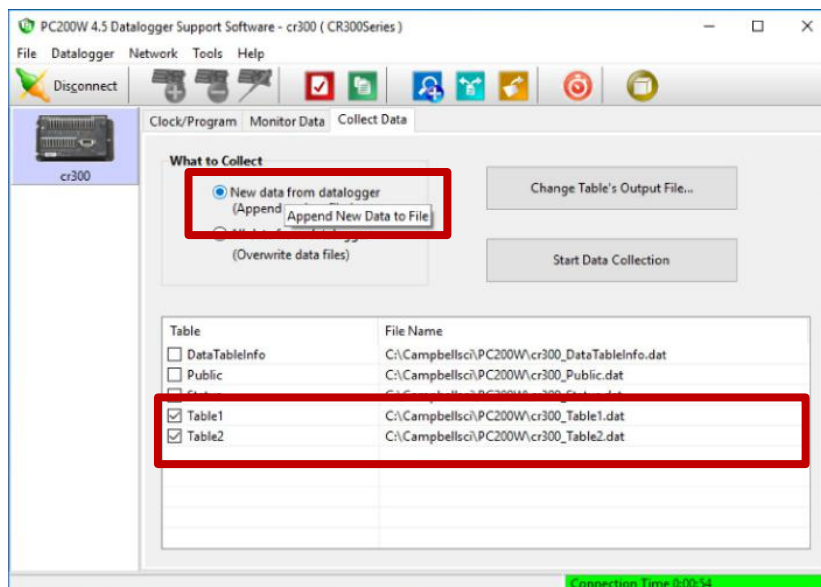 PC200W 4.5 Datalogger Support Software - cr300 ( CR300Series )
File Datalogger Network Tools Help
Disconnect
cr300
Clock/Program Monitor Data Collect Data
What to Collect
New data from datalogger
(Append
Append New Data to File
(Overwrite data files)
Change Table's Output File...
Start Data Collection
Table File Name
DataTableInfo C:\Campbellsci\PC200W\cr300_DataTableInfo.dat
Public C:\Campbellsci\PC200W\cr300_Public.dat
Table1 C:\Campbellsci\PC200W\cr300_Table1.dat
Table2 C:\Campbellsci\PC200W\cr300_Table2.dat
Connection Time 0:00:54